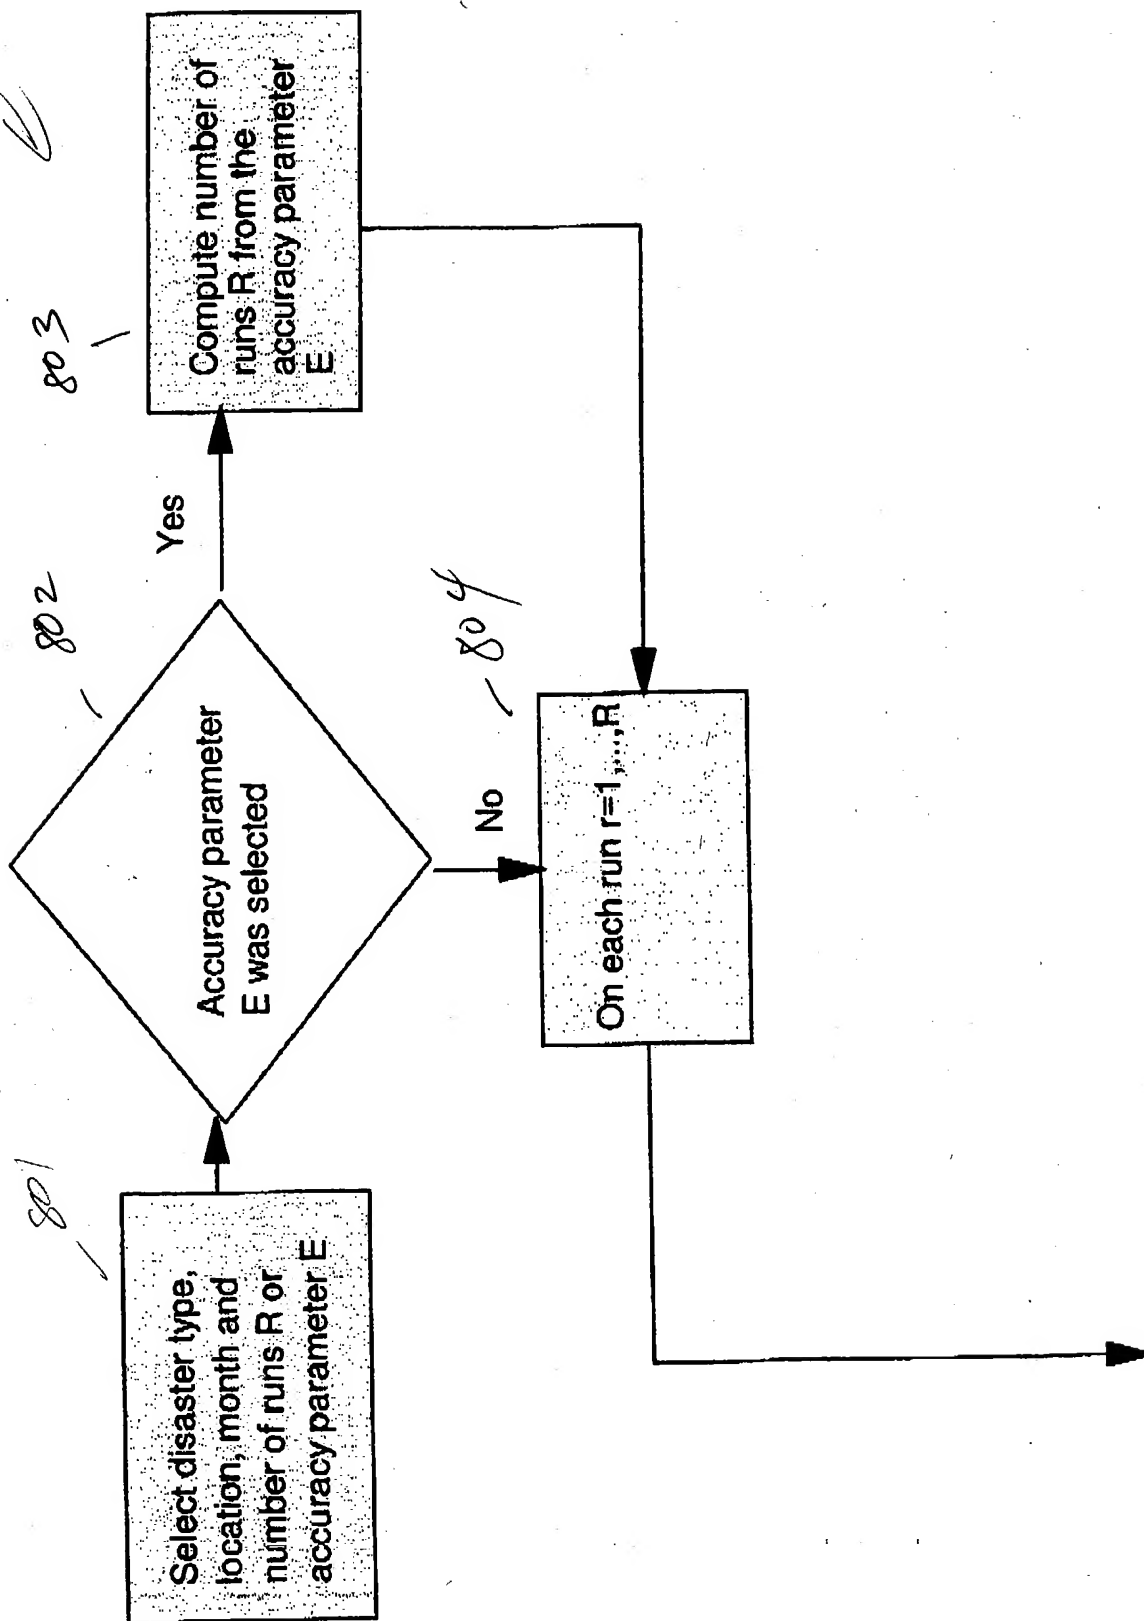 801
Select disaster type,
location, month and
number of runs R or
accuracy parameter E
802
Accuracy parameter
E was selected
Yes
803
Compute number of
runs R from the
accuracy parameter
E
No
804
On each run r=1,...,R